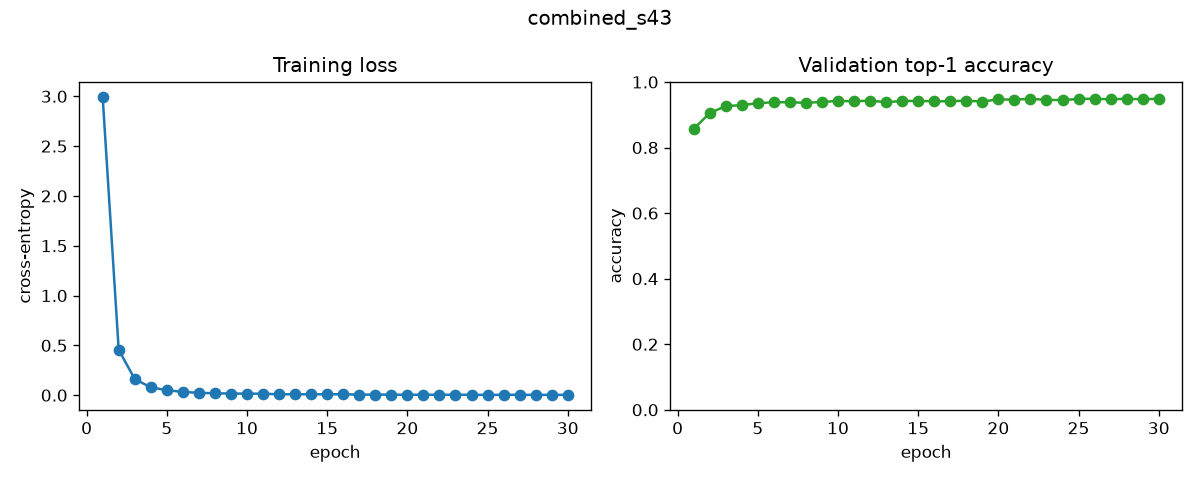 combined_s43
Training loss
cross-entropy
3.0
2.5
2.0
1.5
1.0
0.5
0.0
0 5 10 15 20 25 30
epoch
Validation top-1 accuracy
accuracy
1.0
0.8
0.6
0.4
0.2
0.0
0 5 10 15 20 25 30
epoch